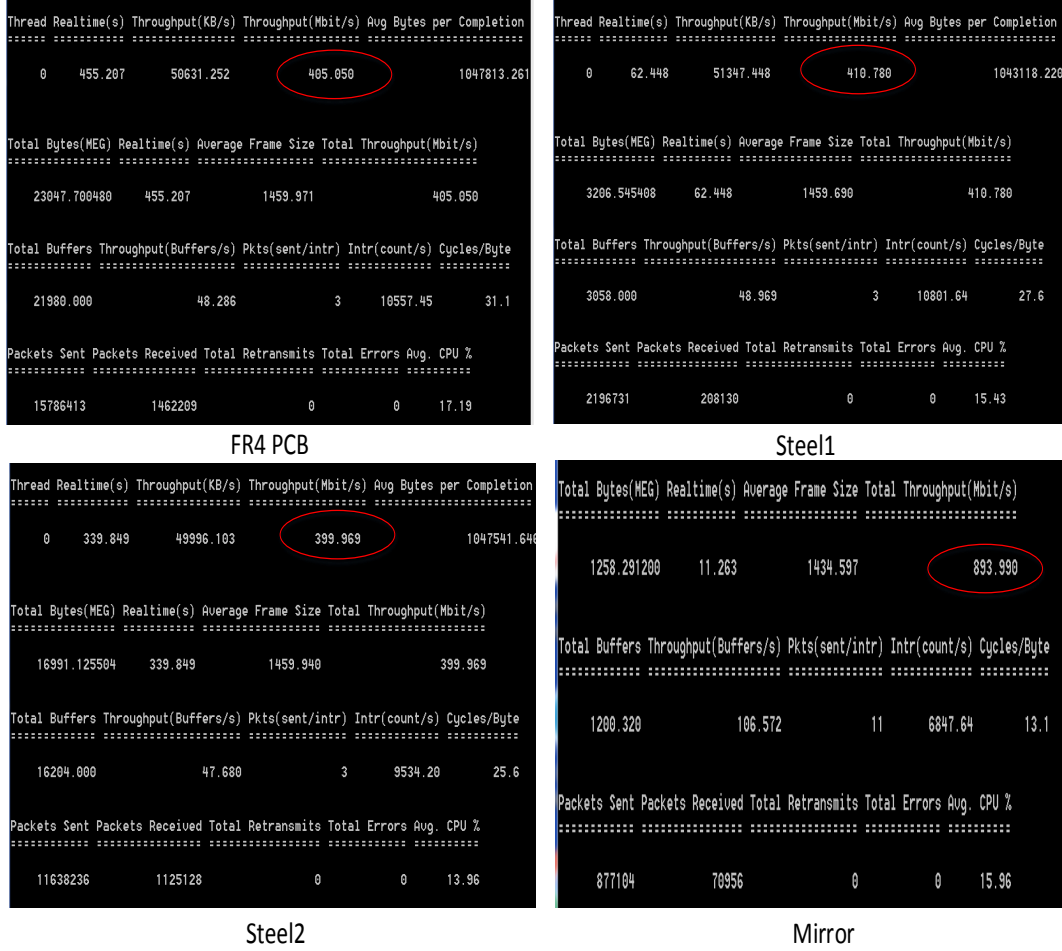 Thread Realtime(s) Throughput(KB/s) Throughput(Mbit/s) Avg Bytes per Completion
====== =========== ================ ================== ========================
0 455.207 50631.252 405.050 1047813.261
Total Bytes(MEG) Realtime(s) Average Frame Size Total Throughput(Mbit/s)
================ =========== ================== ========================
23047.700480 455.207 1459.971 405.050
Total Buffers Throughput(Buffers/s) Pkts(sent/intr) Intr(count/s) Cycles/Byte
============= ===================== =============== ============= ===========
21980.000 48.286 3 10557.45 31.1
Packets Sent Packets Received Total Retransmits Total Errors Avg. CPU %
============ ================ ================= ============ ==========
15786413 1462209 0 0 17.19
FR4 PCB
Thread Realtime(s) Throughput(KB/s) Throughput(Mbit/s) Avg Bytes per Completion
====== =========== ================ ================== ========================
0 62.448 51347.448 410.780 1043118.220
Total Bytes(MEG) Realtime(s) Average Frame Size Total Throughput(Mbit/s)
================ =========== ================== ========================
3206.545408 62.448 1459.690 410.780
Total Buffers Throughput(Buffers/s) Pkts(sent/intr) Intr(count/s) Cycles/Byte
============= ===================== =============== ============= ===========
3058.000 48.969 3 10801.64 27.6
Packets Sent Packets Received Total Retransmits Total Errors Avg. CPU %
============ ================ ================= ============ ==========
2196731 208130 0 0 15.43
Steel1
Thread Realtime(s) Throughput(KB/s) Throughput(Mbit/s) Avg Bytes per Completion
====== =========== ================ ================== ========================
0 339.849 49996.103 399.969 1047541.646
Total Bytes(MEG) Realtime(s) Average Frame Size Total Throughput(Mbit/s)
================ =========== ================== ========================
16991.125504 339.849 1459.940 399.969
Total Buffers Throughput(Buffers/s) Pkts(sent/intr) Intr(count/s) Cycles/Byte
============= ===================== =============== ============= ===========
16204.000 47.680 3 9534.20 25.6
Packets Sent Packets Received Total Retransmits Total Errors Avg. CPU %
============ ================ ================= ============ ==========
11638236 1125128 0 0 13.96
Steel2
Total Bytes(MEG) Realtime(s) Average Frame Size Total Throughput(Mbit/s)
================ =========== ================== ========================
1258.291200 11.263 1434.597 893.990
Total Buffers Throughput(Buffers/s) Pkts(sent/intr) Intr(count/s) Cycles/Byte
============= ===================== =============== ============= ===========
1200.320 106.572 11 6847.64 13.1
Packets Sent Packets Received Total Retransmits Total Errors Avg. CPU %
============ ================ ================= ============ ==========
877104 70956 0 0 15.96
Mirror